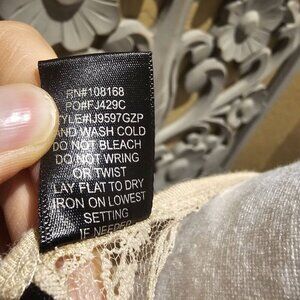 RN#108168
PO#FJ429C
STYLE#IJ9597GZP
HAND WASH COLD
DO NOT BLEACH
DO NOT WRING
OR TWIST
LAY FLAT TO DRY
IRON ON LOWEST
SETTING
IF NEEDED